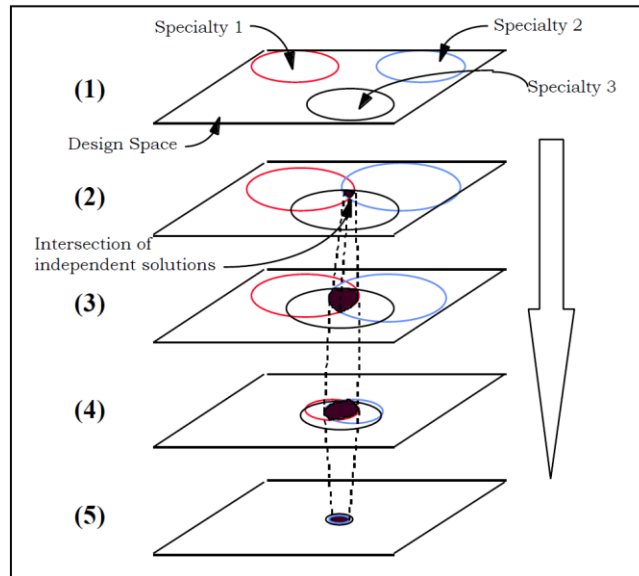 Specialty 1
Specialty 2
(1)
Specialty 3
Design Space
(2)
Intersection of
independent solutions
(3)
(4)
(5)